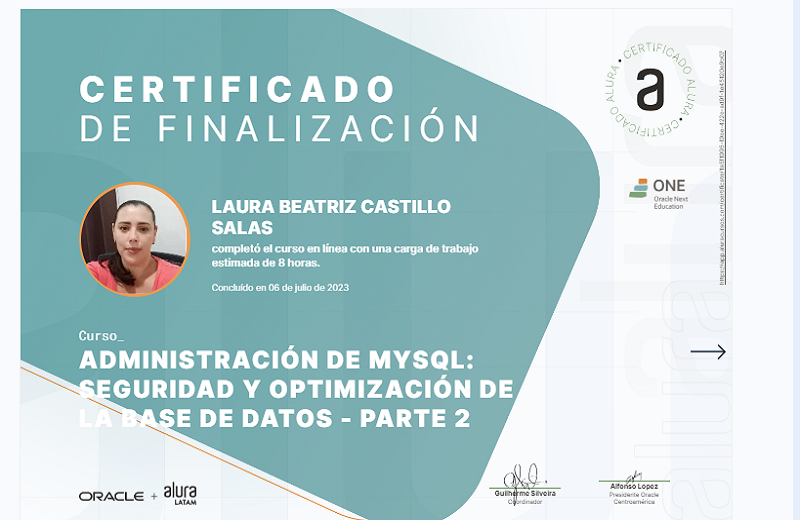 CERTIFICADO
DE FINALIZACIÓN
CERTIFICADO ALURA • CERTIFICADO ALURA •
a
ONE
Oracle Next
Education
LAURA BEATRIZ CASTILLO
SALAS
completó el curso en línea con una carga de trabajo
estimada de 8 horas.
Concluído en 06 de julio de 2023
Curso_
ADMINISTRACIÓN DE MYSQL:
SEGURIDAD Y OPTIMIZACIÓN DE
LA BASE DE DATOS - PARTE 2
ORACLE + alura
LATAM
Guilherme Silveira
Coordinador
Alfonso Lopez
Presidente Oracle
Centroamérica
alura